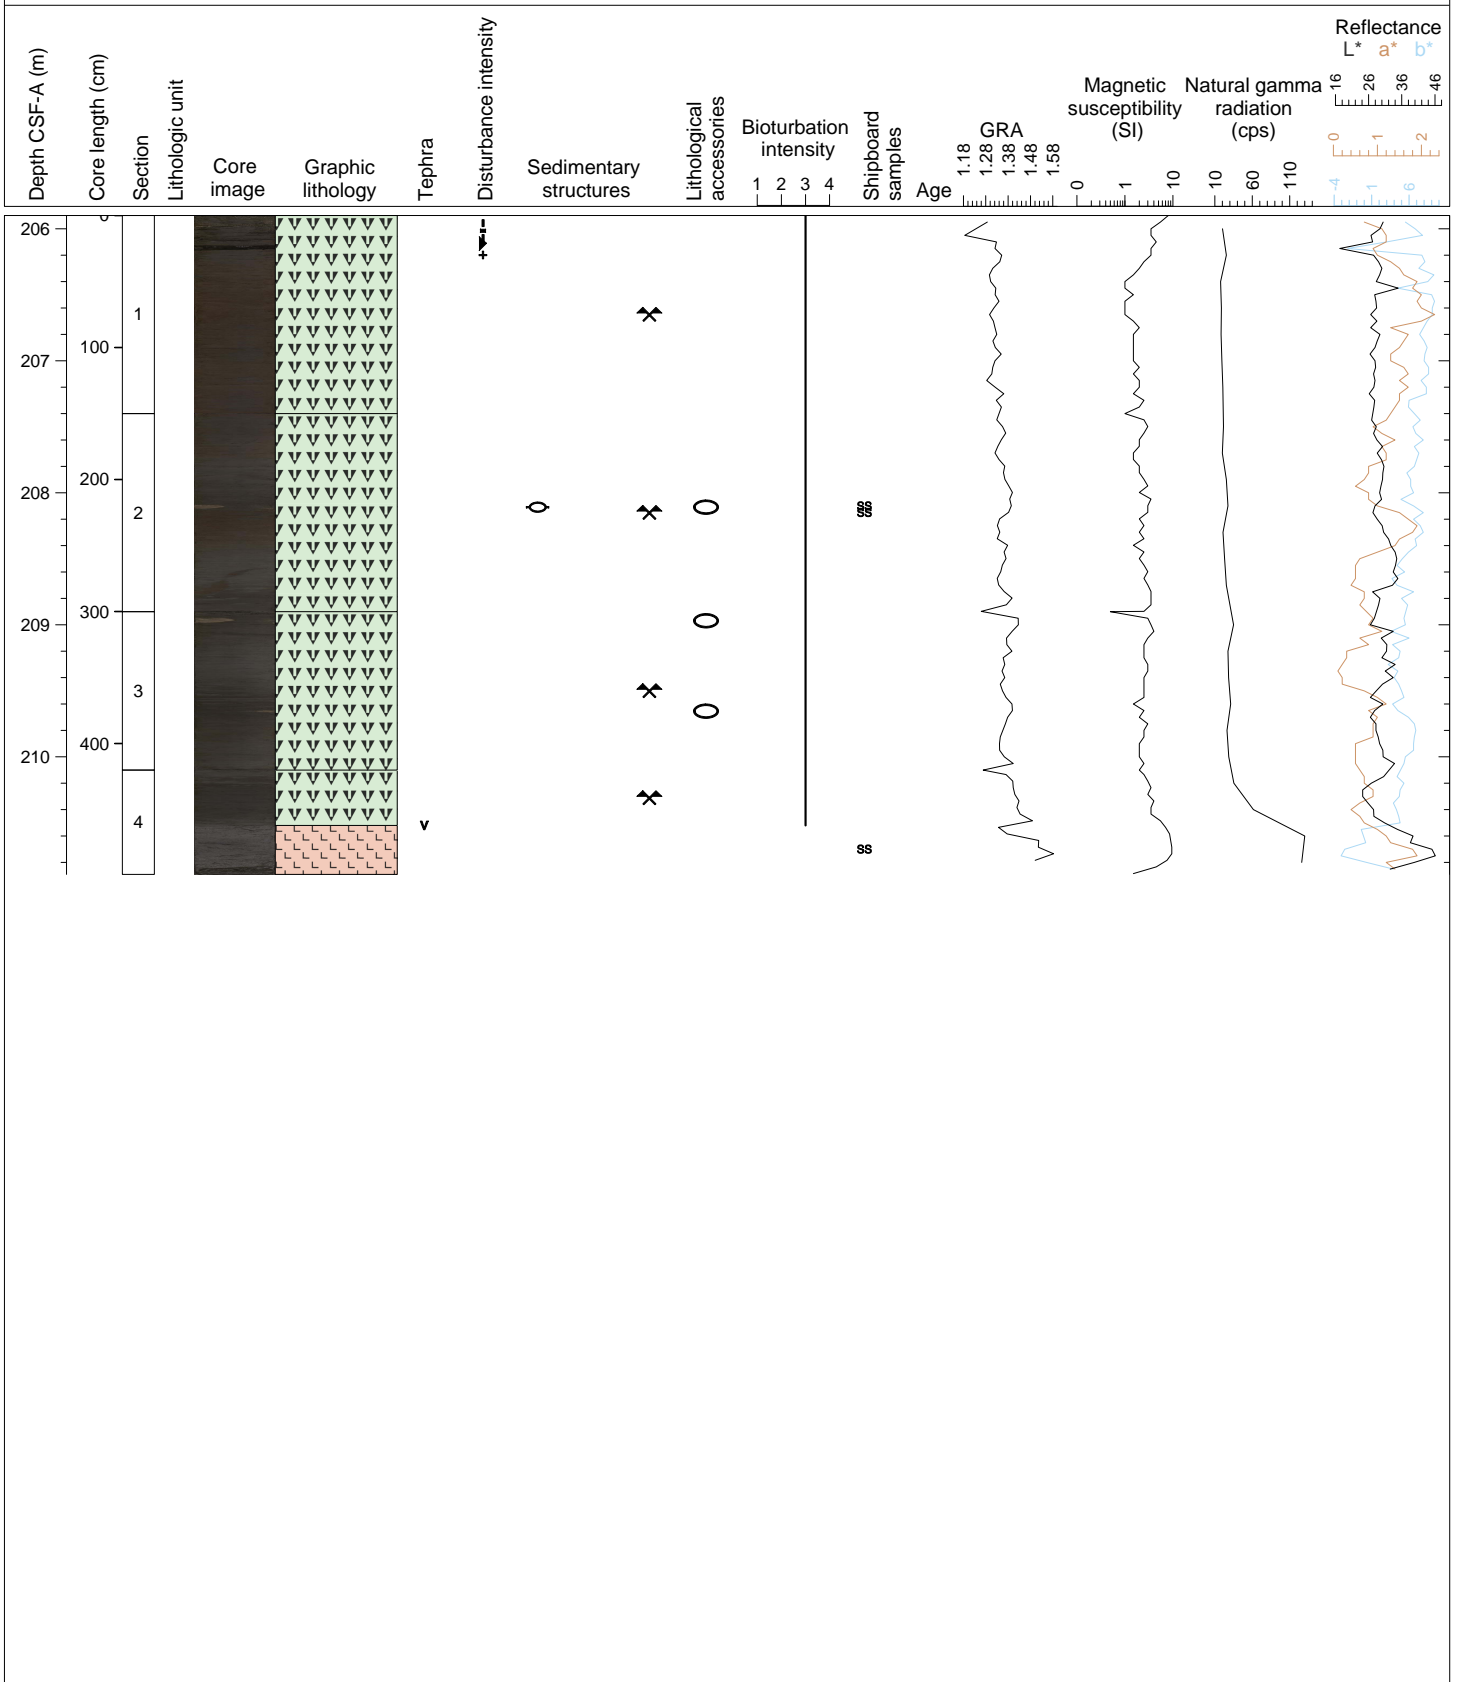 Depth CSF-A (m)
Core length (cm)
Section
Lithologic unit
Core
image
Graphic
lithology
Tephra
Disturbance intensity
Sedimentary
structures
Lithological
accessories
Bioturbation
intensity
1 2 3 4
Shipboard
samples
Age
GRA
1.18 1.28 1.38 1.48 1.58
Magnetic
susceptibility
(SI)
0 1 10
Natural gamma
radiation
(cps)
10 60 110
Reflectance
L* a* b*
16 26 36 46
0 1 2
-4 1 6
0
206
1
100
207
200
208
2
ss
ss
300
209
3
400
210
4
v
ss